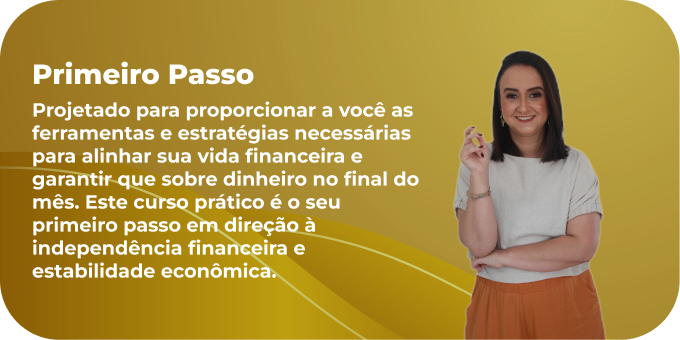 Primeiro Passo
Projetado para proporcionar a você as
ferramentas e estratégias necessárias
para alinhar sua vida financeira e
garantir que sobre dinheiro no final do
mês. Este curso prático é o seu
primeiro passo em direção à
independência financeira e
estabilidade econômica.